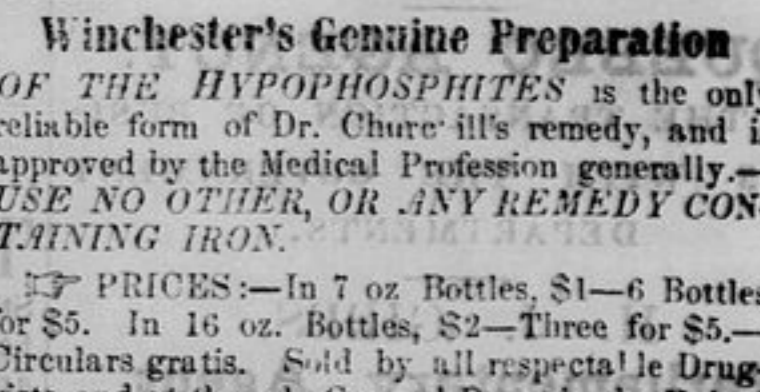 Winchester's Genuine Preparation
OF THE HYPOPHOSPHITES is the only
reliable form of Dr. Churchill's remedy, and i
approved by the Medical Profession generally.—
USE NO OTHER, OR ANY REMEDY CON-
TAINING IRON.
☞ PRICES:—In 7 oz Bottles, $1—6 Bottles
for $5. In 16 oz. Bottles, $2—Three for $5.—
Circulars gratis. Sold by all respectable Drug-